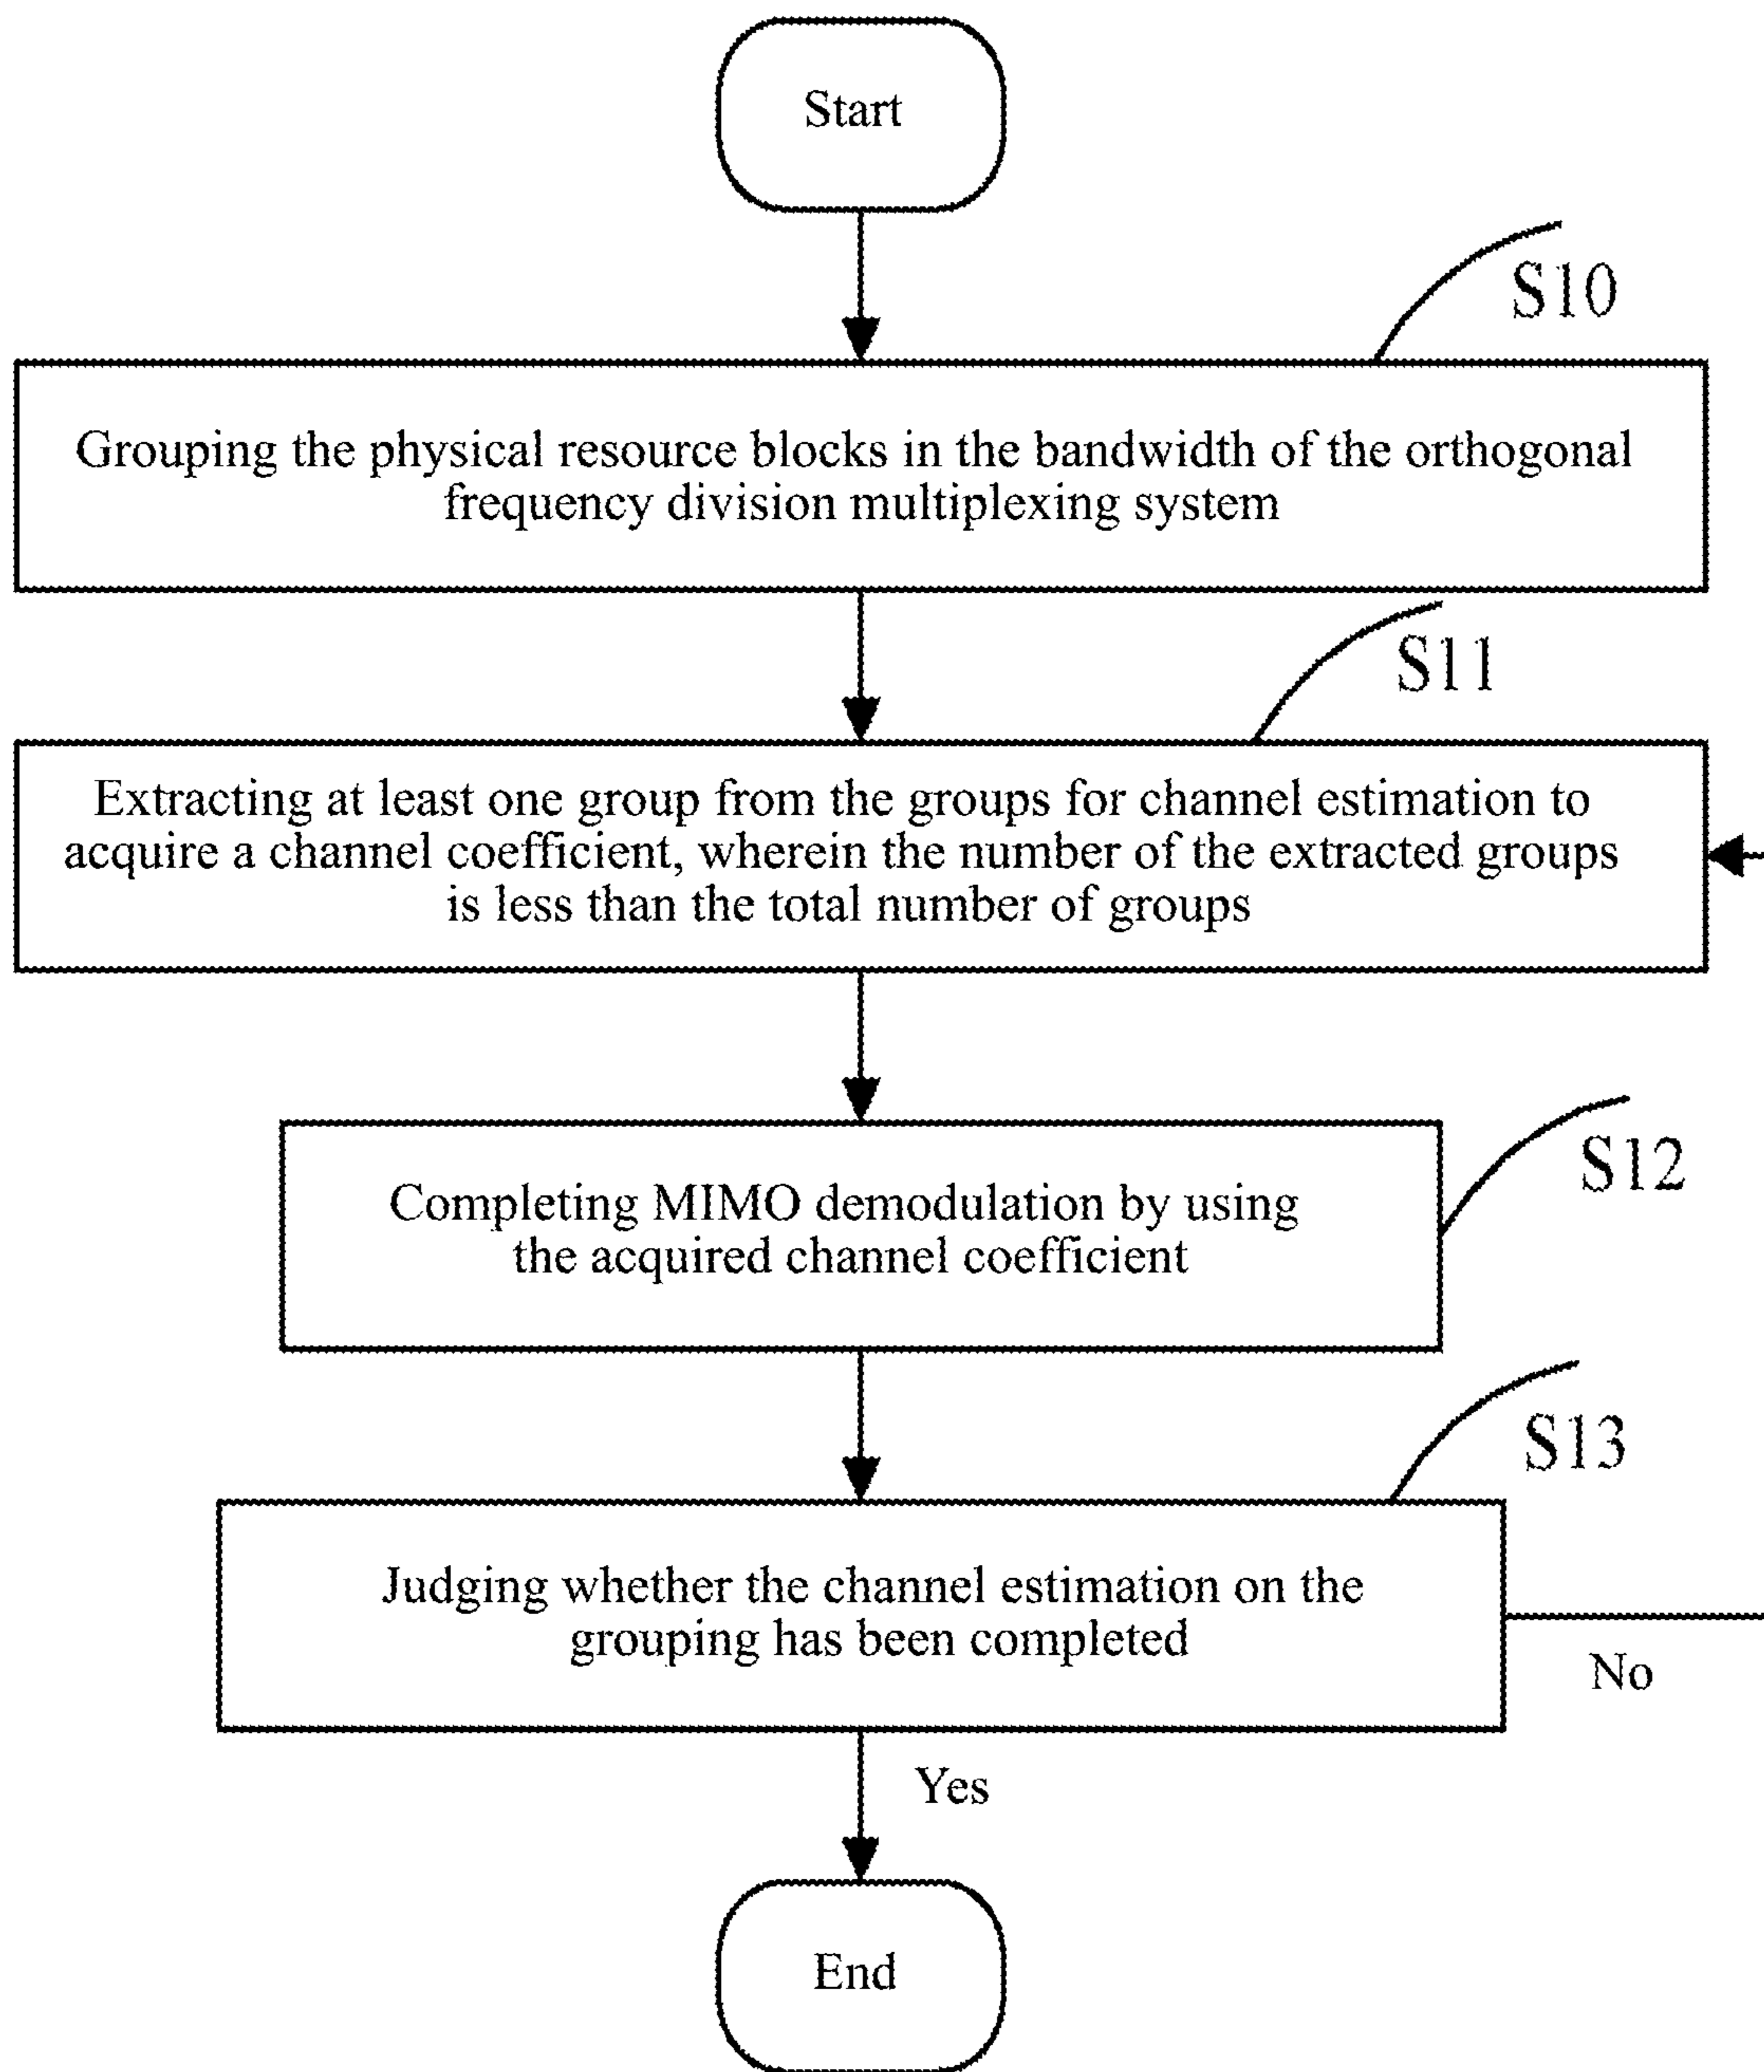 Start
S10
Grouping the physical resource blocks in the bandwidth of the orthogonal
frequency division multiplexing system
S11
Extracting at least one group from the groups for channel estimation to
acquire a channel coefficient, wherein the number of the extracted groups
is less than the total number of groups
S12
Completing MIMO demodulation by using
the acquired channel coefficient
S13
Judging whether the channel estimation on the
grouping has been completed
No
Yes
End